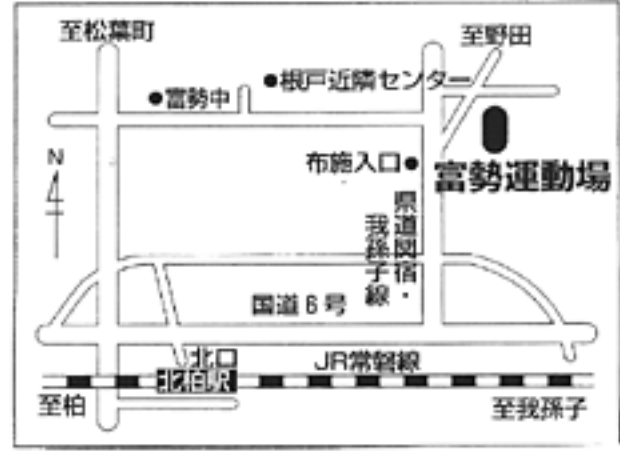 至松葉町
至野田
●根戸近隣センター
●富勢中
N
布施入口●
富勢運動場
県道関宿・
我孫子線
国道6号
北口
JR常磐線
北柏駅
至柏
至我孫子